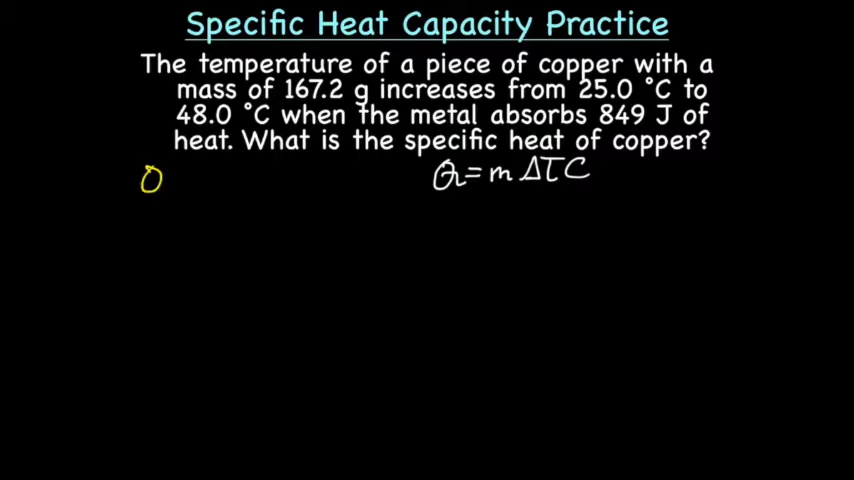 Specific Heat Capacity Practice
The temperature of a piece of copper with a
mass of 167.2 g increases from 25.0 °C to
48.0 °C when the metal absorbs 849 J of
heat. What is the specific heat of copper?
Q = m ΔT C